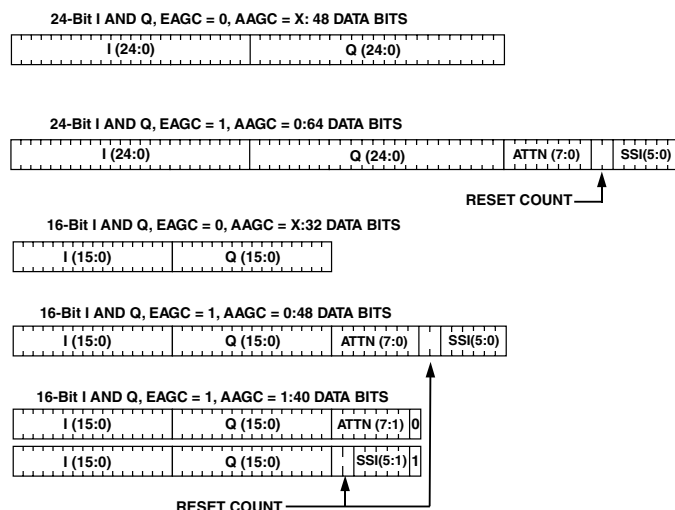 24-Bit I AND Q, EAGC = 0, AAGC = X: 48 DATA BITS
I (24:0) Q (24:0)
24-Bit I AND Q, EAGC = 1, AAGC = 0:64 DATA BITS
I (24:0) Q (24:0) ATTN (7:0) SSI(5:0)
RESET COUNT
16-Bit I AND Q, EAGC = 0, AAGC = X:32 DATA BITS
I (15:0) Q (15:0)
16-Bit I AND Q, EAGC = 1, AAGC = 0:48 DATA BITS
I (15:0) Q (15:0) ATTN (7:0) SSI(5:0)
16-Bit I AND Q, EAGC = 1, AAGC = 1:40 DATA BITS
I (15:0) Q (15:0) ATTN (7:1) 0
I (15:0) Q (15:0) SSI(5:1) 1
RESET COUNT